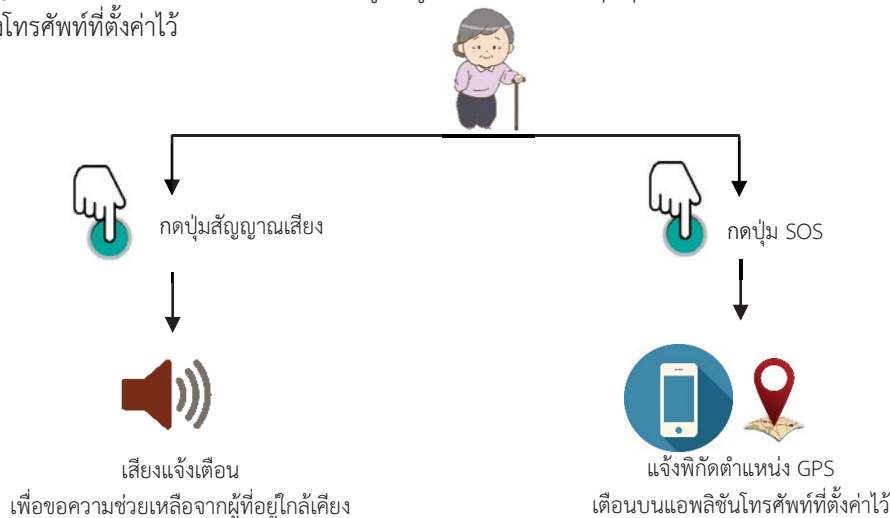 งโทรศัพท์ที่ตั้งค่าไว้
กดปุ่มสัญญาณเสียง
กดปุ่ม SOS
เสียงแจ้งเตือน
เพื่อขอความช่วยเหลือจากผู้ที่อยู่ใกล้เคียง
แจ้งพิกัดตำแหน่ง GPS
เตือนบนแอพลิชันโทรศัพท์ที่ตั้งค่าไว้